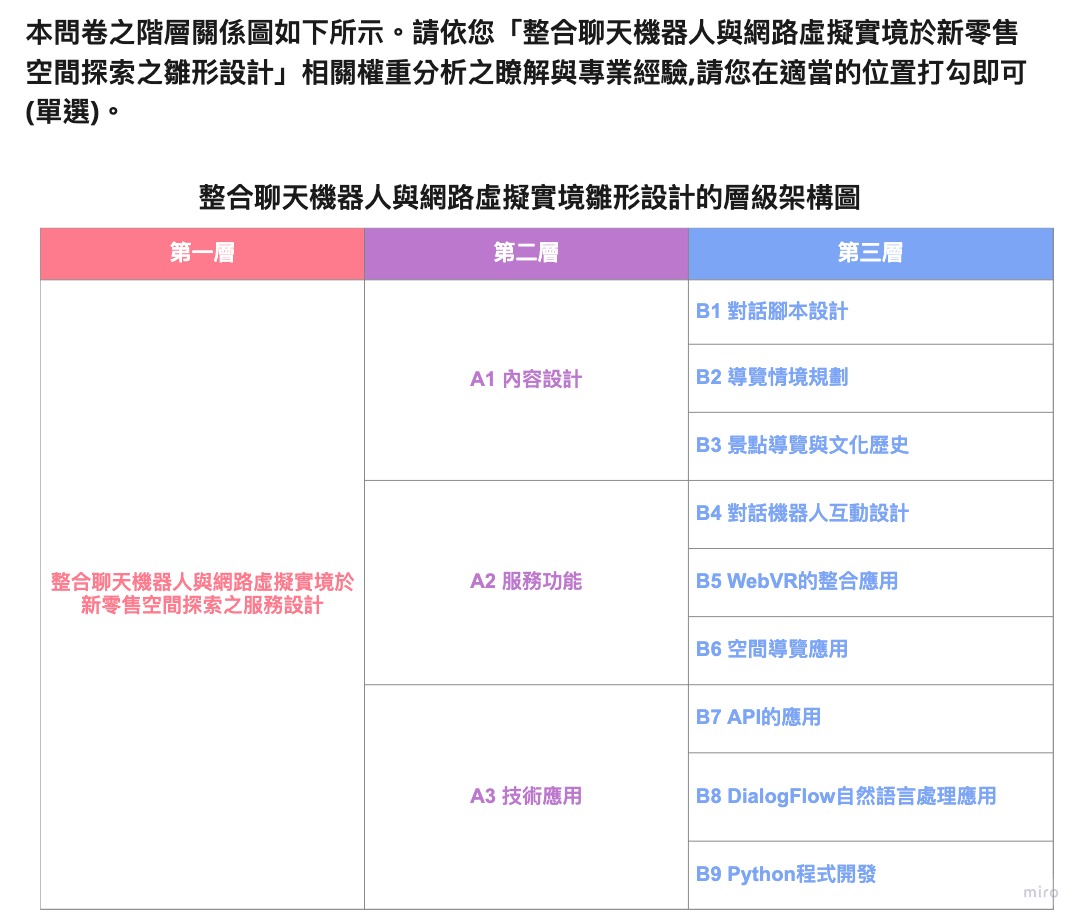 本問卷之階層關係圖如下所示。請依您「整合聊天機器人與網路虛擬實境於新零售
空間探索之雛形設計」相關權重分析之瞭解與專業經驗,請您在適當的位置打勾即可
(單選)。
整合聊天機器人與網路虛擬實境雛形設計的層級架構圖
第一層
第二層
第三層
整合聊天機器人與網路虛擬實境於
新零售空間探索之服務設計
A1 內容設計
B1 對話腳本設計
B2 導覽情境規劃
B3 景點導覽與文化歷史
A2 服務功能
B4 對話機器人互動設計
B5 WebVR的整合應用
B6 空間導覽應用
A3 技術應用
B7 API的應用
B8 DialogFlow自然語言處理應用
B9 Python程式開發
miro